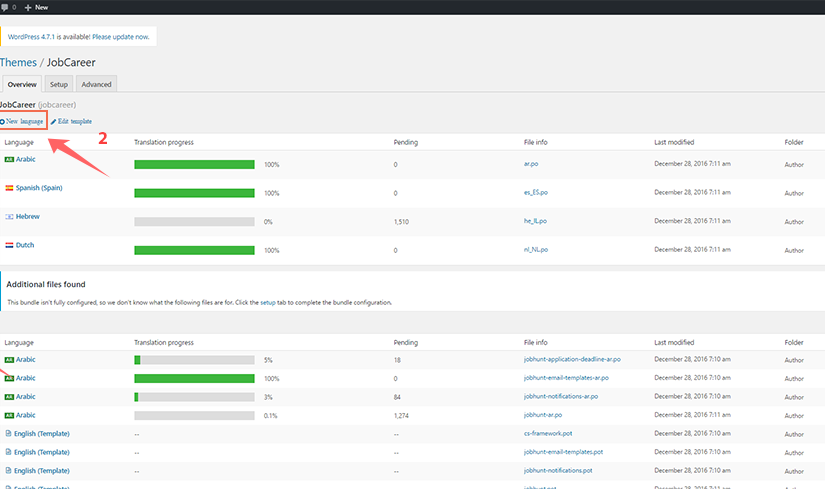 0 New
WordPress 4.7.1 is available! Please update now.
Themes / JobCareer
Overview Setup Advanced
JobCareer (jobcareer)
New language Edit template
2
Language Translation progress Pending File info Last modified Folder
AR Arabic 100% 0 ar.po December 28, 2016 7:11 am Author
Spanish (Spain) 100% 0 es_ES.po December 28, 2016 7:11 am Author
Hebrew 0% 1,510 he_IL.po December 28, 2016 7:11 am Author
Dutch 100% 0 nl_NL.po December 28, 2016 7:11 am Author
Additional files found
This bundle isn't fully configured, so we don't know what the following files are for. Click the setup tab to complete the bundle configuration.
Language Translation progress Pending File info Last modified Folder
AR Arabic 5% 18 jobhunt-application-deadline-ar.po December 28, 2016 7:10 am Author
AR Arabic 100% 0 jobhunt-email-templates-ar.po December 28, 2016 7:10 am Author
AR Arabic 3% 84 jobhunt-notifications-ar.po December 28, 2016 7:10 am Author
AR Arabic 0.1% 1,274 jobhunt-ar.po December 28, 2016 7:11 am Author
English (Template) -- -- cs-framework.pot December 28, 2016 7:10 am Author
English (Template) -- -- jobhunt-email-templates.pot December 28, 2016 7:10 am Author
English (Template) -- -- jobhunt-notifications.pot December 28, 2016 7:10 am Author
English (Template) jobhunt.pot December 28, 2016 7:10 am Author